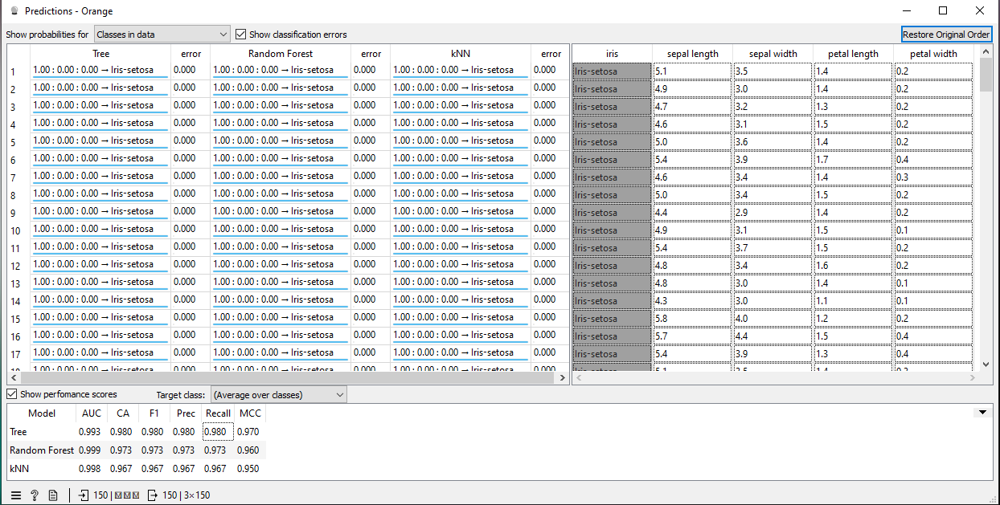 Predictions - Orange
Show probabilities for Classes in data Show classification errors Restore Original Order
Tree error Random Forest error kNN error iris sepal length sepal width petal length petal width
1 1.00 : 0.00 : 0.00 → Iris-setosa 0.000 1.00 : 0.00 : 0.00 → Iris-setosa 0.000 1.00 : 0.00 : 0.00 → Iris-setosa 0.000 Iris-setosa 5.1 3.5 1.4 0.2
2 1.00 : 0.00 : 0.00 → Iris-setosa 0.000 1.00 : 0.00 : 0.00 → Iris-setosa 0.000 1.00 : 0.00 : 0.00 → Iris-setosa 0.000 Iris-setosa 4.9 3.0 1.4 0.2
3 1.00 : 0.00 : 0.00 → Iris-setosa 0.000 1.00 : 0.00 : 0.00 → Iris-setosa 0.000 1.00 : 0.00 : 0.00 → Iris-setosa 0.000 Iris-setosa 4.7 3.2 1.3 0.2
4 1.00 : 0.00 : 0.00 → Iris-setosa 0.000 1.00 : 0.00 : 0.00 → Iris-setosa 0.000 1.00 : 0.00 : 0.00 → Iris-setosa 0.000 Iris-setosa 4.6 3.1 1.5 0.2
5 1.00 : 0.00 : 0.00 → Iris-setosa 0.000 1.00 : 0.00 : 0.00 → Iris-setosa 0.000 1.00 : 0.00 : 0.00 → Iris-setosa 0.000 Iris-setosa 5.0 3.6 1.4 0.2
6 1.00 : 0.00 : 0.00 → Iris-setosa 0.000 1.00 : 0.00 : 0.00 → Iris-setosa 0.000 1.00 : 0.00 : 0.00 → Iris-setosa 0.000 Iris-setosa 5.4 3.9 1.7 0.4
7 1.00 : 0.00 : 0.00 → Iris-setosa 0.000 1.00 : 0.00 : 0.00 → Iris-setosa 0.000 1.00 : 0.00 : 0.00 → Iris-setosa 0.000 Iris-setosa 4.6 3.4 1.4 0.3
8 1.00 : 0.00 : 0.00 → Iris-setosa 0.000 1.00 : 0.00 : 0.00 → Iris-setosa 0.000 1.00 : 0.00 : 0.00 → Iris-setosa 0.000 Iris-setosa 5.0 3.4 1.5 0.2
9 1.00 : 0.00 : 0.00 → Iris-setosa 0.000 1.00 : 0.00 : 0.00 → Iris-setosa 0.000 1.00 : 0.00 : 0.00 → Iris-setosa 0.000 Iris-setosa 4.4 2.9 1.4 0.2
10 1.00 : 0.00 : 0.00 → Iris-setosa 0.000 1.00 : 0.00 : 0.00 → Iris-setosa 0.000 1.00 : 0.00 : 0.00 → Iris-setosa 0.000 Iris-setosa 4.9 3.1 1.5 0.1
11 1.00 : 0.00 : 0.00 → Iris-setosa 0.000 1.00 : 0.00 : 0.00 → Iris-setosa 0.000 1.00 : 0.00 : 0.00 → Iris-setosa 0.000 Iris-setosa 5.4 3.7 1.5 0.2
12 1.00 : 0.00 : 0.00 → Iris-setosa 0.000 1.00 : 0.00 : 0.00 → Iris-setosa 0.000 1.00 : 0.00 : 0.00 → Iris-setosa 0.000 Iris-setosa 4.8 3.4 1.6 0.2
13 1.00 : 0.00 : 0.00 → Iris-setosa 0.000 1.00 : 0.00 : 0.00 → Iris-setosa 0.000 1.00 : 0.00 : 0.00 → Iris-setosa 0.000 Iris-setosa 4.8 3.0 1.4 0.1
14 1.00 : 0.00 : 0.00 → Iris-setosa 0.000 1.00 : 0.00 : 0.00 → Iris-setosa 0.000 1.00 : 0.00 : 0.00 → Iris-setosa 0.000 Iris-setosa 4.3 3.0 1.1 0.1
15 1.00 : 0.00 : 0.00 → Iris-setosa 0.000 1.00 : 0.00 : 0.00 → Iris-setosa 0.000 1.00 : 0.00 : 0.00 → Iris-setosa 0.000 Iris-setosa 5.8 4.0 1.2 0.2
16 1.00 : 0.00 : 0.00 → Iris-setosa 0.000 1.00 : 0.00 : 0.00 → Iris-setosa 0.000 1.00 : 0.00 : 0.00 → Iris-setosa 0.000 Iris-setosa 5.7 4.4 1.5 0.4
17 1.00 : 0.00 : 0.00 → Iris-setosa 0.000 1.00 : 0.00 : 0.00 → Iris-setosa 0.000 1.00 : 0.00 : 0.00 → Iris-setosa 0.000 Iris-setosa 5.4 3.9 1.3 0.4
Show perfomance scores Target class: (Average over classes)
Model AUC CA F1 Prec Recall MCC
Tree 0.993 0.980 0.980 0.980 0.980 0.970
Random Forest 0.999 0.973 0.973 0.973 0.973 0.960
kNN 0.998 0.967 0.967 0.967 0.967 0.950
150 | M M M 150 | 3×150